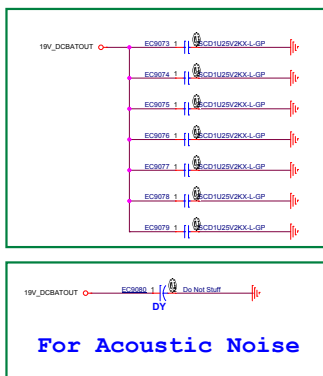 EC9073 1 SCD1U25V2KX-L-GP
19V_DCBATOUT
EC9074 1 SCD1U25V2KX-L-GP
EC9075 1 SCD1U25V2KX-L-GP
EC9076 1 SCD1U25V2KX-L-GP
EC9077 1 SCD1U25V2KX-L-GP
EC9078 1 SCD1U25V2KX-L-GP
EC9079 1 SCD1U25V2KX-L-GP
19V_DCBATOUT EC9080 1 Do Not Stuff
DY
For Acoustic Noise